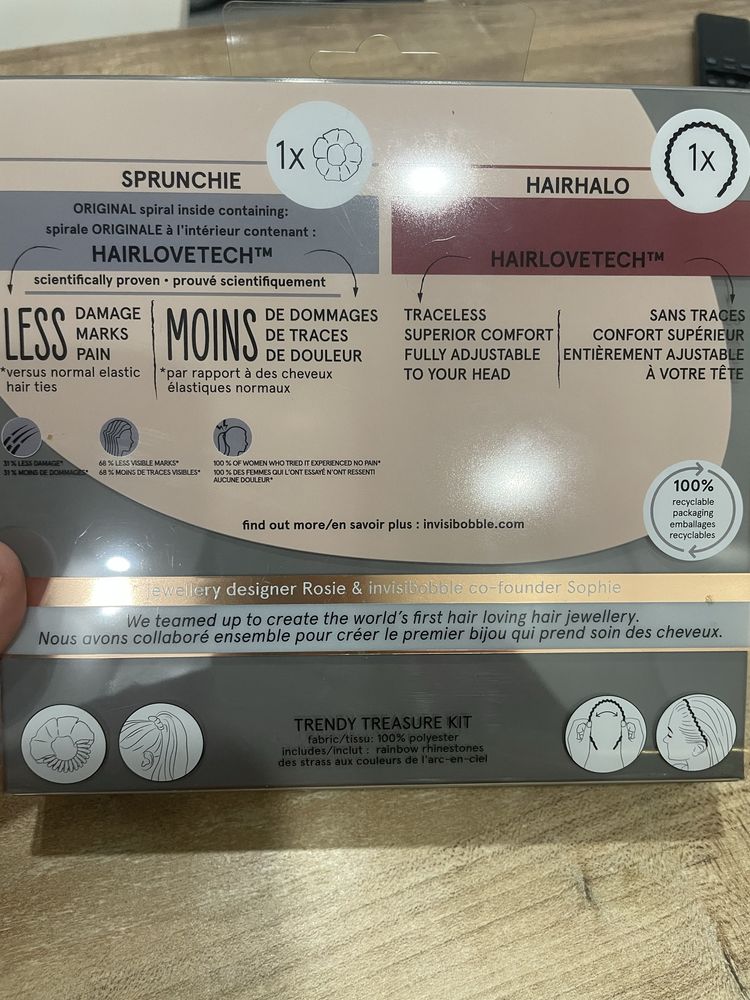 1x
SPRUNCHIE
ORIGINAL spiral inside containing:
spirale ORIGINALE à l'intérieur contenant :
HAIRLOVETECH™
scientifically proven • prouvé scientifiquement
LESS
DAMAGE
MARKS
PAIN
*versus normal elastic
hair ties
MOINS
DE DOMMAGES
DE TRACES
DE DOULEUR
*par rapport à des cheveux
élastiques normaux
31 % LESS DAMAGE*
31 % MOINS DE DOMMAGES*
68 % LESS VISIBLE MARKS*
68 % MOINS DE TRACES VISIBLES*
100 % OF WOMEN WHO TRIED IT EXPERIENCED NO PAIN*
100 % DES FEMMES QUI L'ONT ESSAYÉ N'ONT RESSENTI
AUCUNE DOULEUR*
1x
HAIRHALO
HAIRLOVETECH™
TRACELESS
SUPERIOR COMFORT
FULLY ADJUSTABLE
TO YOUR HEAD
SANS TRACES
CONFORT SUPÉRIEUR
ENTIÈREMENT AJUSTABLE
À VOTRE TÊTE
100%
recyclable
packaging
emballages
recyclables
find out more/en savoir plus : invisibobble.com
jewellery designer Rosie & invisibobble co-founder Sophie
We teamed up to create the world's first hair loving hair jewellery.
Nous avons collaboré ensemble pour créer le premier bijou qui prend soin des cheveux.
TRENDY TREASURE KIT
fabric/tissu: 100% polyester
includes/inclut : rainbow rhinestones
des strass aux couleurs de l'arc-en-ciel